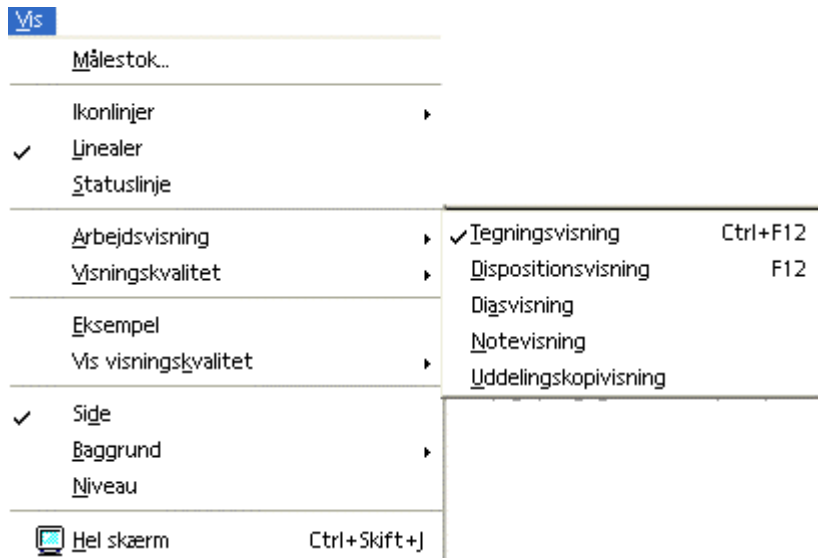 Vis
Målestok...
Ikonlinjer
Linealer
Statuslinje
Arbejdsvisning
Visningskvalitet
Eksempel
Vis visningskvalitet
Side
Baggrund
Niveau
Hel skærm Ctrl+Skift+J
Tegningsvisning Ctrl+F12
Dispositionsvisning F12
Diasvisning
Notevisning
Uddelingskopivisning